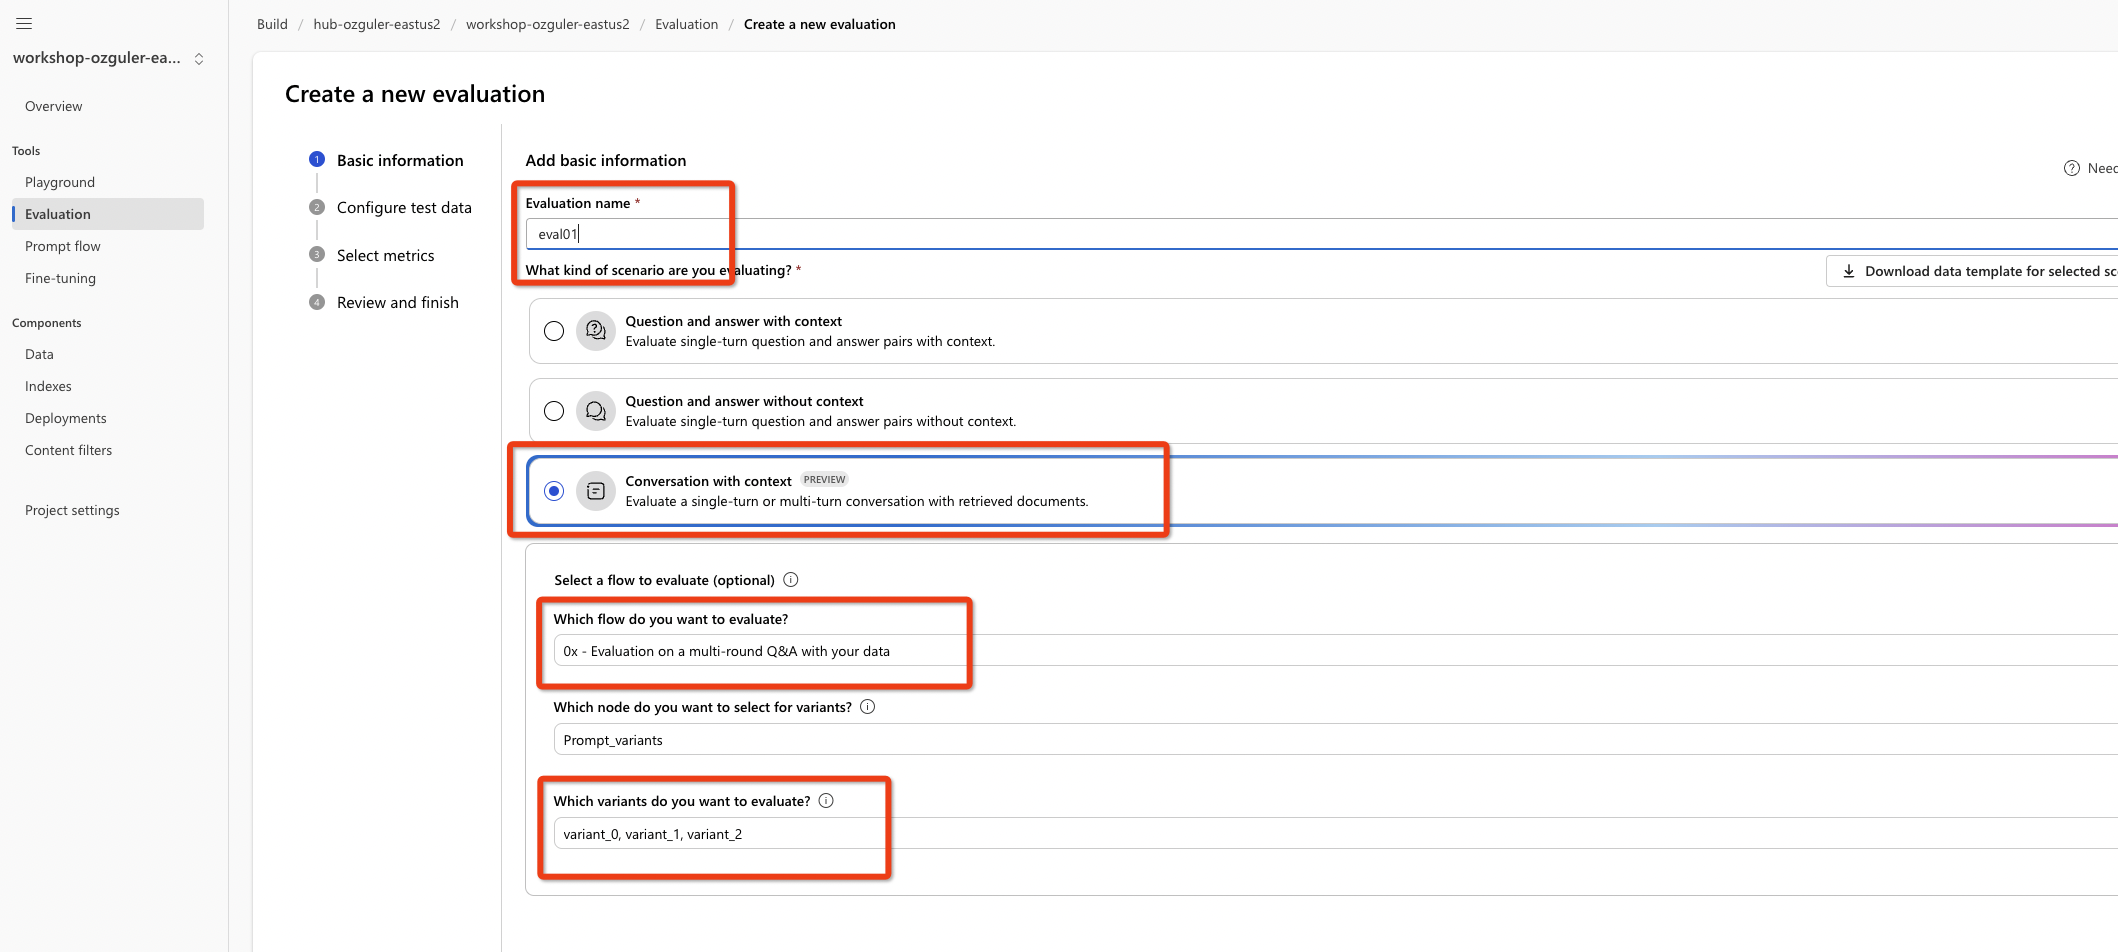 Build / hub-ozguler-eastus2 / workshop-ozguler-eastus2 / Evaluation / Create a new evaluation
workshop-ozguler-ea...
Overview
Tools
Playground
Evaluation
Prompt flow
Fine-tuning
Components
Data
Indexes
Deployments
Content filters
Project settings
Create a new evaluation
1 Basic information
2 Configure test data
3 Select metrics
4 Review and finish
Add basic information
Need
Evaluation name *
eval01
What kind of scenario are you evaluating? *
Download data template for selected sc
Question and answer with context
Evaluate single-turn question and answer pairs with context.
Question and answer without context
Evaluate single-turn question and answer pairs without context.
Conversation with context PREVIEW
Evaluate a single-turn or multi-turn conversation with retrieved documents.
Select a flow to evaluate (optional)
Which flow do you want to evaluate?
0x - Evaluation on a multi-round Q&A with your data
Which node do you want to select for variants?
Prompt_variants
Which variants do you want to evaluate?
variant_0, variant_1, variant_2